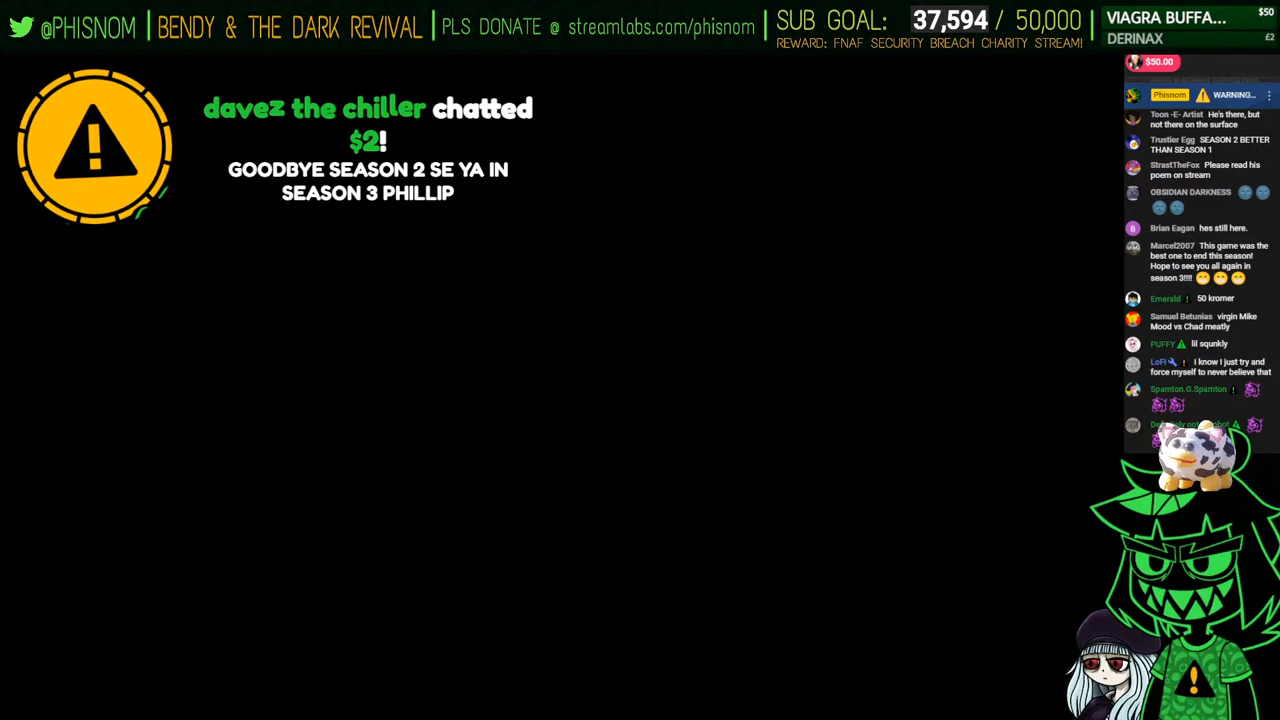 @PHISNOM
BENDY & THE DARK REVIVAL
PLS DONATE @ streamlabs.com/phisnom
SUB GOAL: 37,594 / 50,000
REWARD: FNAF SECURITY BREACH CHARITY STREAM!
VIAGRA BUFFA... $50
DERINAX £2
$50.00
davez the chiller chatted
$2!
GOODBYE SEASON 2 SE YA IN
SEASON 3 PHILLIP
Phisnom WARNING...
Toon -E- Artist He's there, but
not there on the surface
Trustier Egg SEASON 2 BETTER
THAN SEASON 1
StrastTheFox Please read his
poem on stream
OBSIDIAN DARKNESS
Brian Eagan hes still here.
Marcel2007 This game was the
best one to end this season!
Hope to see you all again in
season 3!!!!
Emerald 50 kromer
Samuel Betunias virgin Mike
Mood vs Chad meatly
PUFFY lil squnkly
LoFi I know I just try and
force myself to never believe that
Spamton.G.Spamton